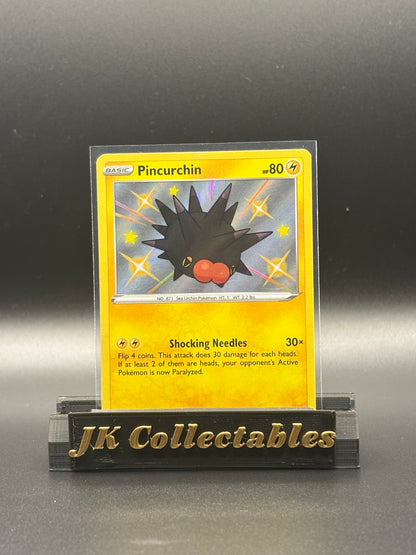 BASIC Pincurchin HP 80
NO. 871 Sea Urchin Pokémon HT. 1' WT. 2.2 lbs.
Shocking Needles 30×
Flip 4 coins. This attack does 30 damage for each heads.
If at least 2 of them are heads, your opponent's Active
Pokémon is now Paralyzed.
JK Collectables